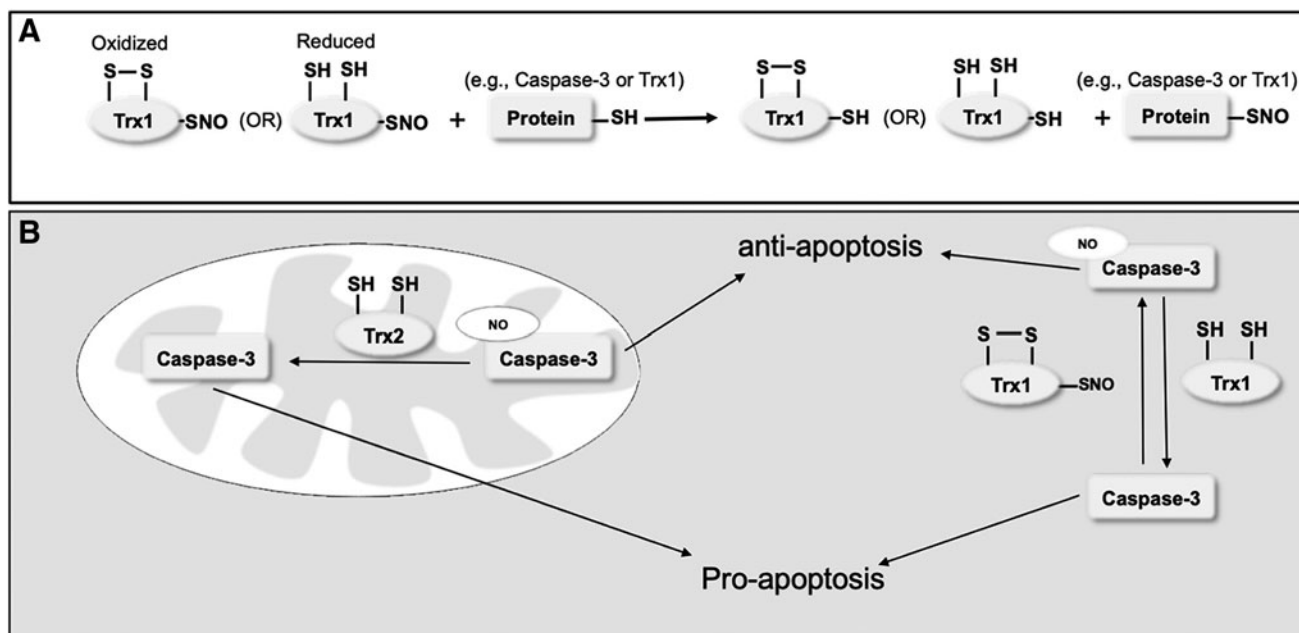 A
Oxidized
Reduced
S–S
SH SH
(e.g., Caspase-3 or Trx1)
S–S
SH SH
(e.g., Caspase-3 or Trx1)
Trx1 -SNO (OR) Trx1 -SNO + Protein -SH Trx1 -SH (OR) Trx1 -SH + Protein -SNO
B
anti-apoptosis
NO
Caspase-3
SH SH
Trx2
NO
Caspase-3
Caspase-3
S–S
Trx1 -SNO
SH SH
Trx1
Caspase-3
Pro-apoptosis